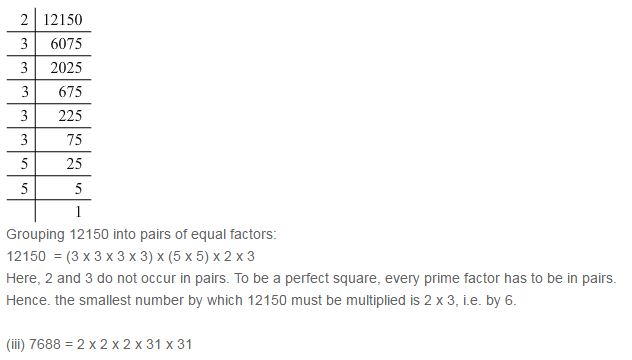 2 12150
3 6075
3 2025
3 675
3 225
3 75
5 25
5 5
1
Grouping 12150 into pairs of equal factors:
12150 = (3 x 3 x 3 x 3) x (5 x 5) x 2 x 3
Here, 2 and 3 do not occur in pairs. To be a perfect square, every prime factor has to be in pairs.
Hence. the smallest number by which 12150 must be multiplied is 2 x 3, i.e. by 6.
(iii) 7688 = 2 x 2 x 2 x 31 x 31